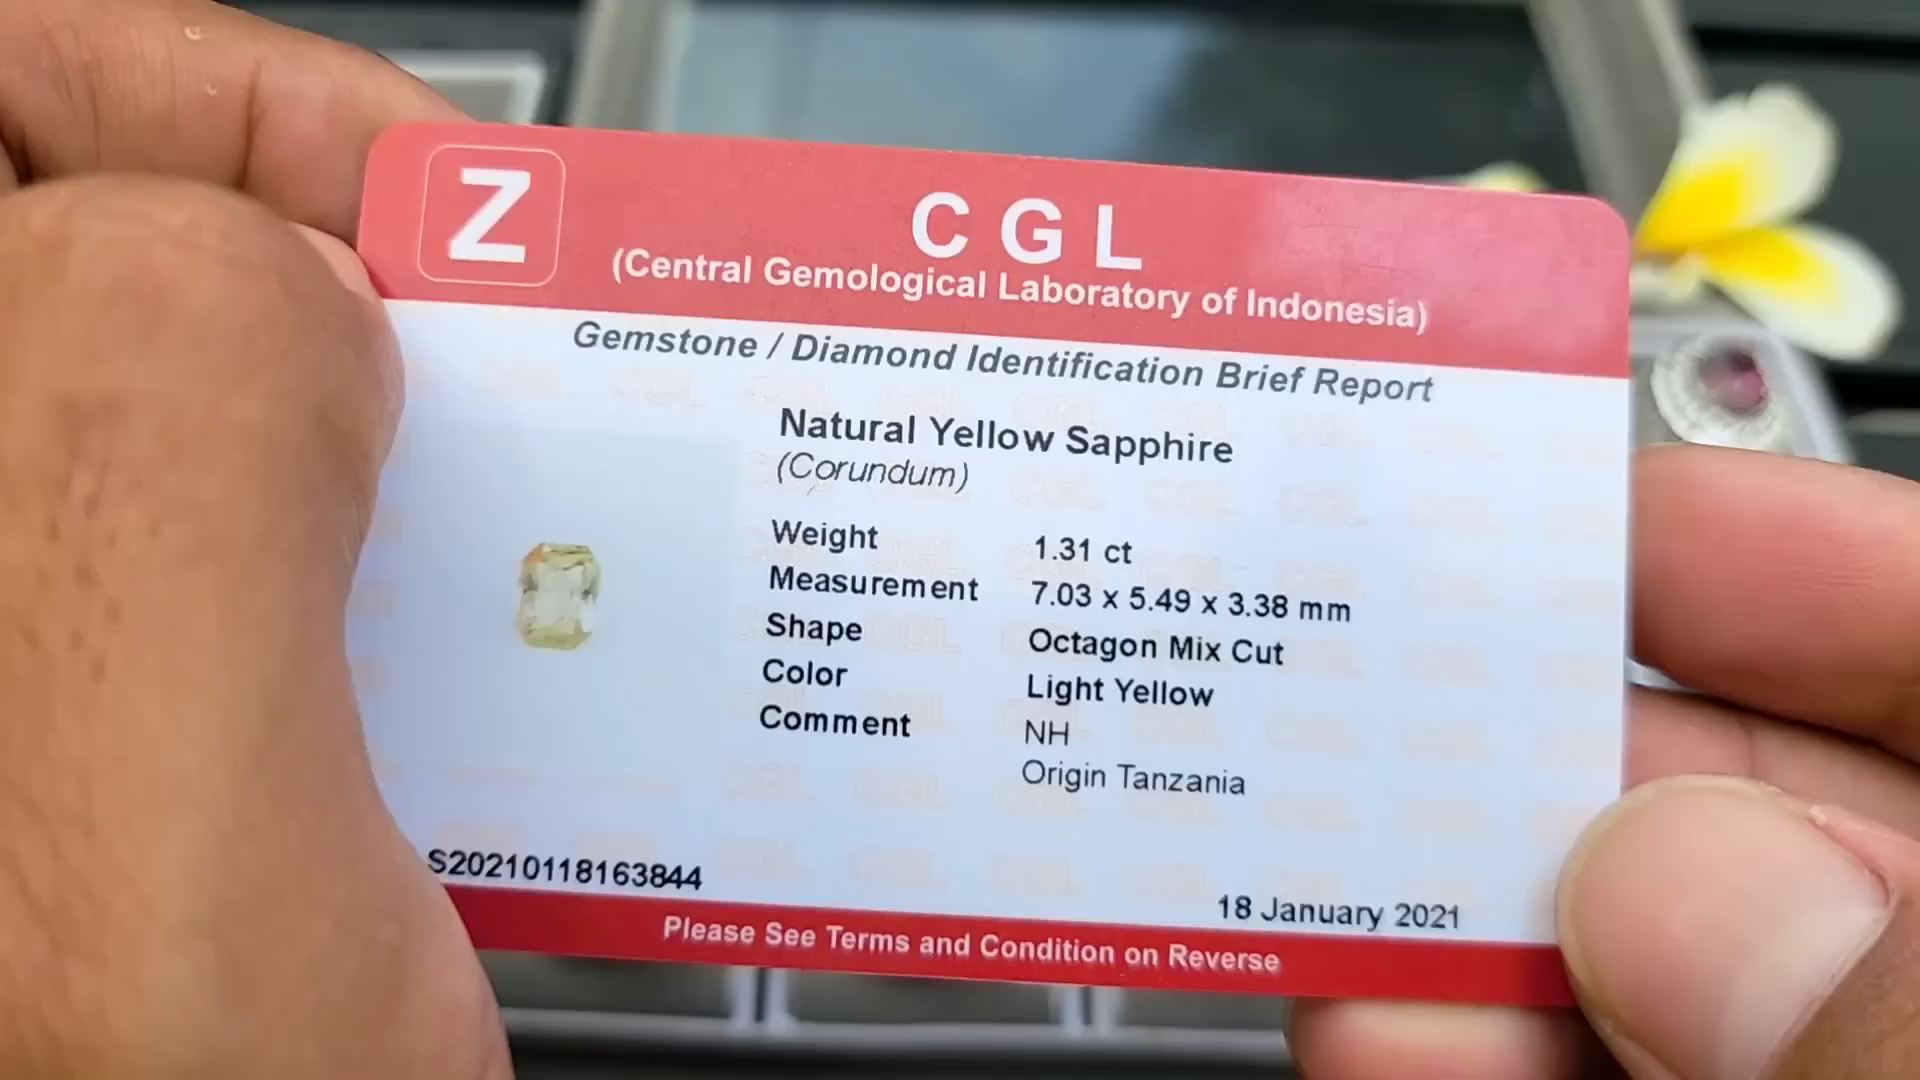 Z
CGL
(Central Gemological Laboratory of Indonesia)
Gemstone / Diamond Identification Brief Report
Natural Yellow Sapphire
(Corundum)
Weight 1.31 ct
Measurement 7.03 x 5.49 x 3.38 mm
Shape Octagon Mix Cut
Color Light Yellow
Comment NH
Origin Tanzania
S20210118163844
18 January 2021
Please See Terms and Condition on Reverse